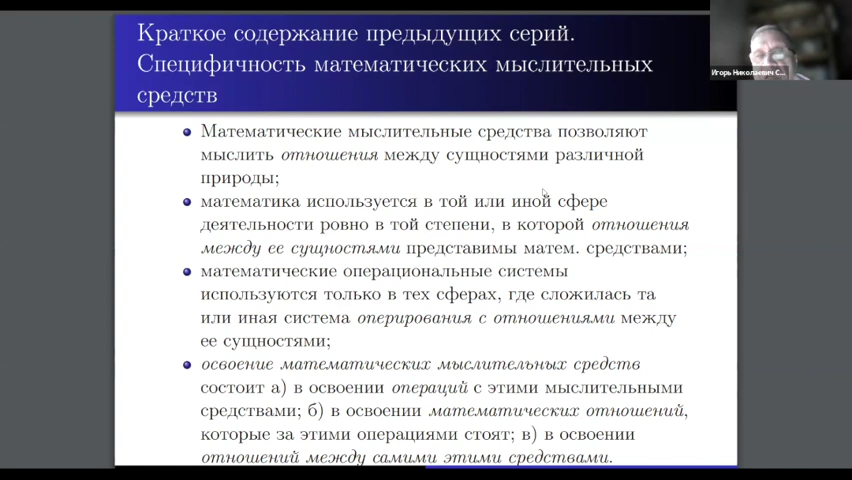 Краткое содержание предыдущих серий.
Специфичность математических мыслительных
средств
Игорь Николаевич С...
Математические мыслительные средства позволяют
мыслить отношения между сущностями различной
природы;
математика используется в той или иной сфере
деятельности ровно в той степени, в которой отношения
между ее сущностями представимы матем. средствами;
математические операциональные системы
используются только в тех сферах, где сложилась та
или иная система оперирования с отношениями между
ее сущностями;
освоение математических мыслительных средств
состоит а) в освоении операций с этими мыслительными
средствами; б) в освоении математических отношений,
которые за этими операциями стоят; в) в освоении
отношений между самими этими средствами.